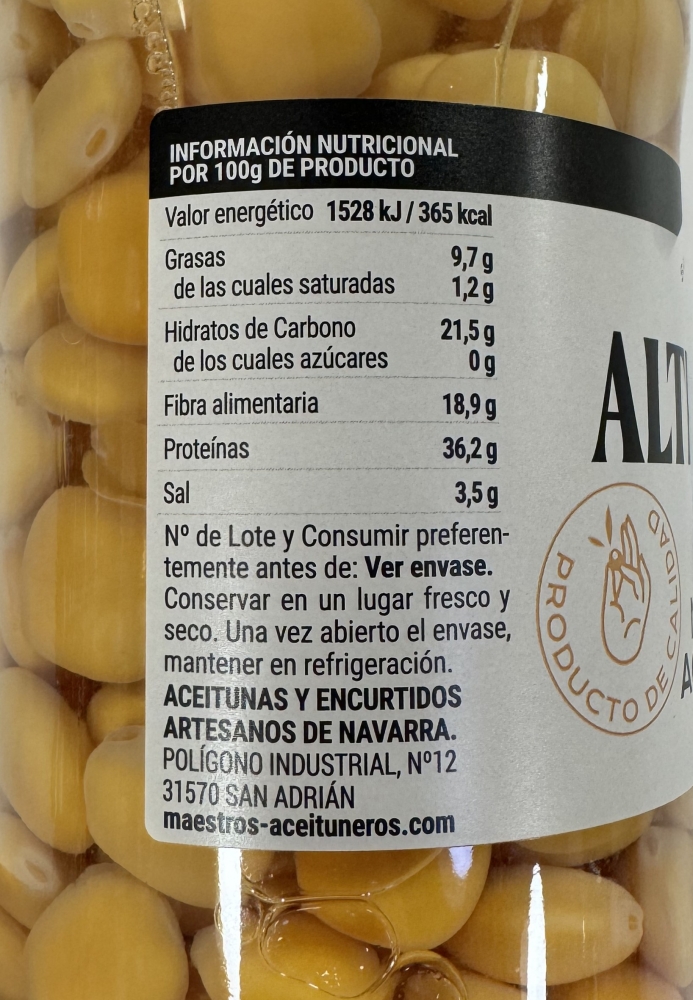 INFORMACIÓN NUTRICIONAL
POR 100g DE PRODUCTO
Valor energético 1528 kJ / 365 kcal
Grasas 9,7 g
de las cuales saturadas 1,2 g
Hidratos de Carbono 21,5 g
de los cuales azúcares 0 g
Fibra alimentaria 18,9 g
Proteínas 36,2 g
Sal 3,5 g
Nº de Lote y Consumir preferen-
temente antes de: Ver envase.
Conservar en un lugar fresco y
seco. Una vez abierto el envase,
mantener en refrigeración.
ACEITUNAS Y ENCURTIDOS
ARTESANOS DE NAVARRA.
POLÍGONO INDUSTRIAL, Nº12
31570 SAN ADRIÁN
maestros-aceituneros.com
PRODUCTO DE CALIDAD